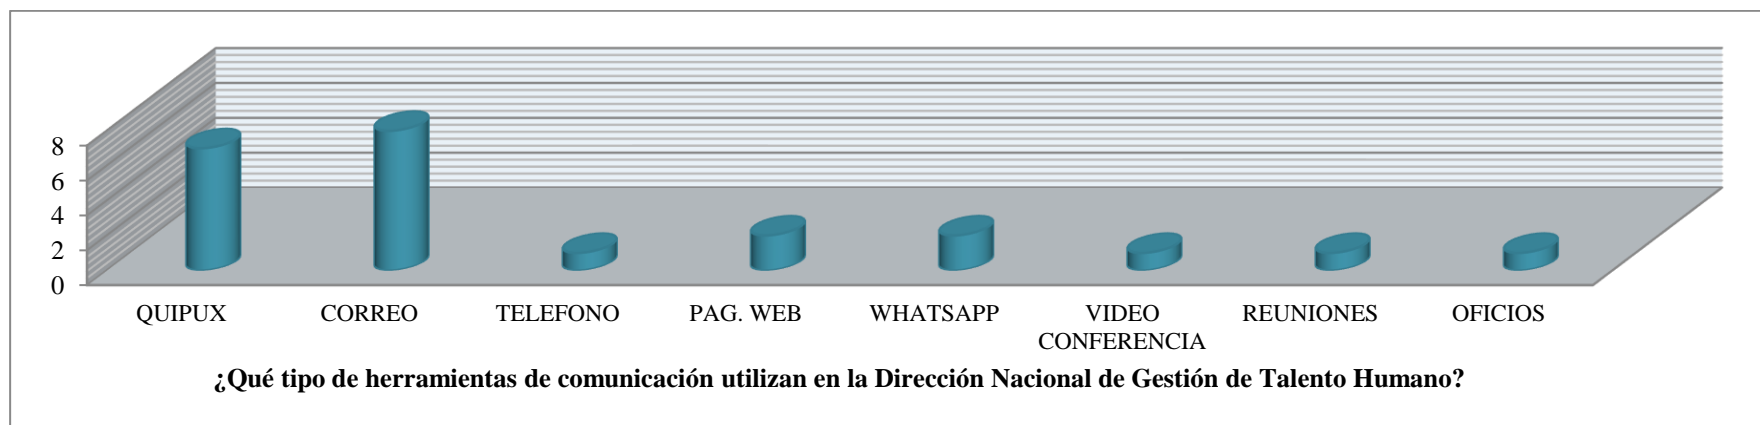 8
6
4
2
0
QUIPUX CORREO TELEFONO PAG. WEB WHATSAPP VIDEO CONFERENCIA REUNIONES OFICIOS
¿Qué tipo de herramientas de comunicación utilizan en la Dirección Nacional de Gestión de Talento Humano?